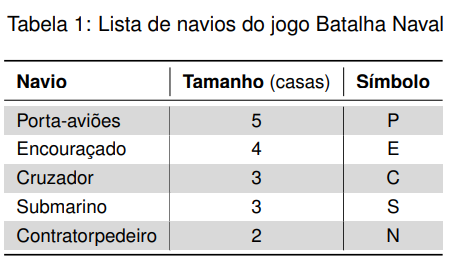 Tabela 1: Lista de navios do jogo Batalha Naval
Navio Tamanho (casas) Símbolo
Porta-aviões 5 P
Encouraçado 4 E
Cruzador 3 C
Submarino 3 S
Contratorpedeiro 2 N